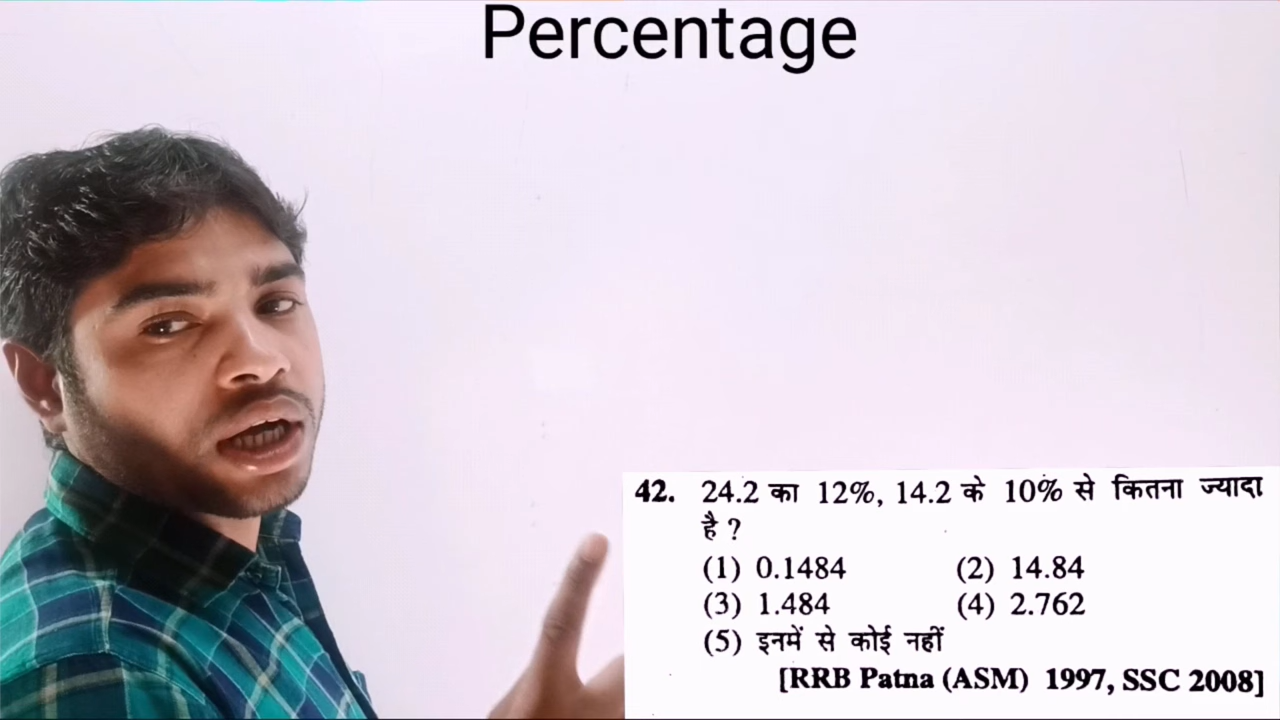 Percentage
42. 24.2 का 12%, 14.2 के 10% से कितना ज्यादा
है ?
(1) 0.1484 (2) 14.84
(3) 1.484 (4) 2.762
(5) इनमें से कोई नहीं
[RRB Patna (ASM) 1997, SSC 2008]